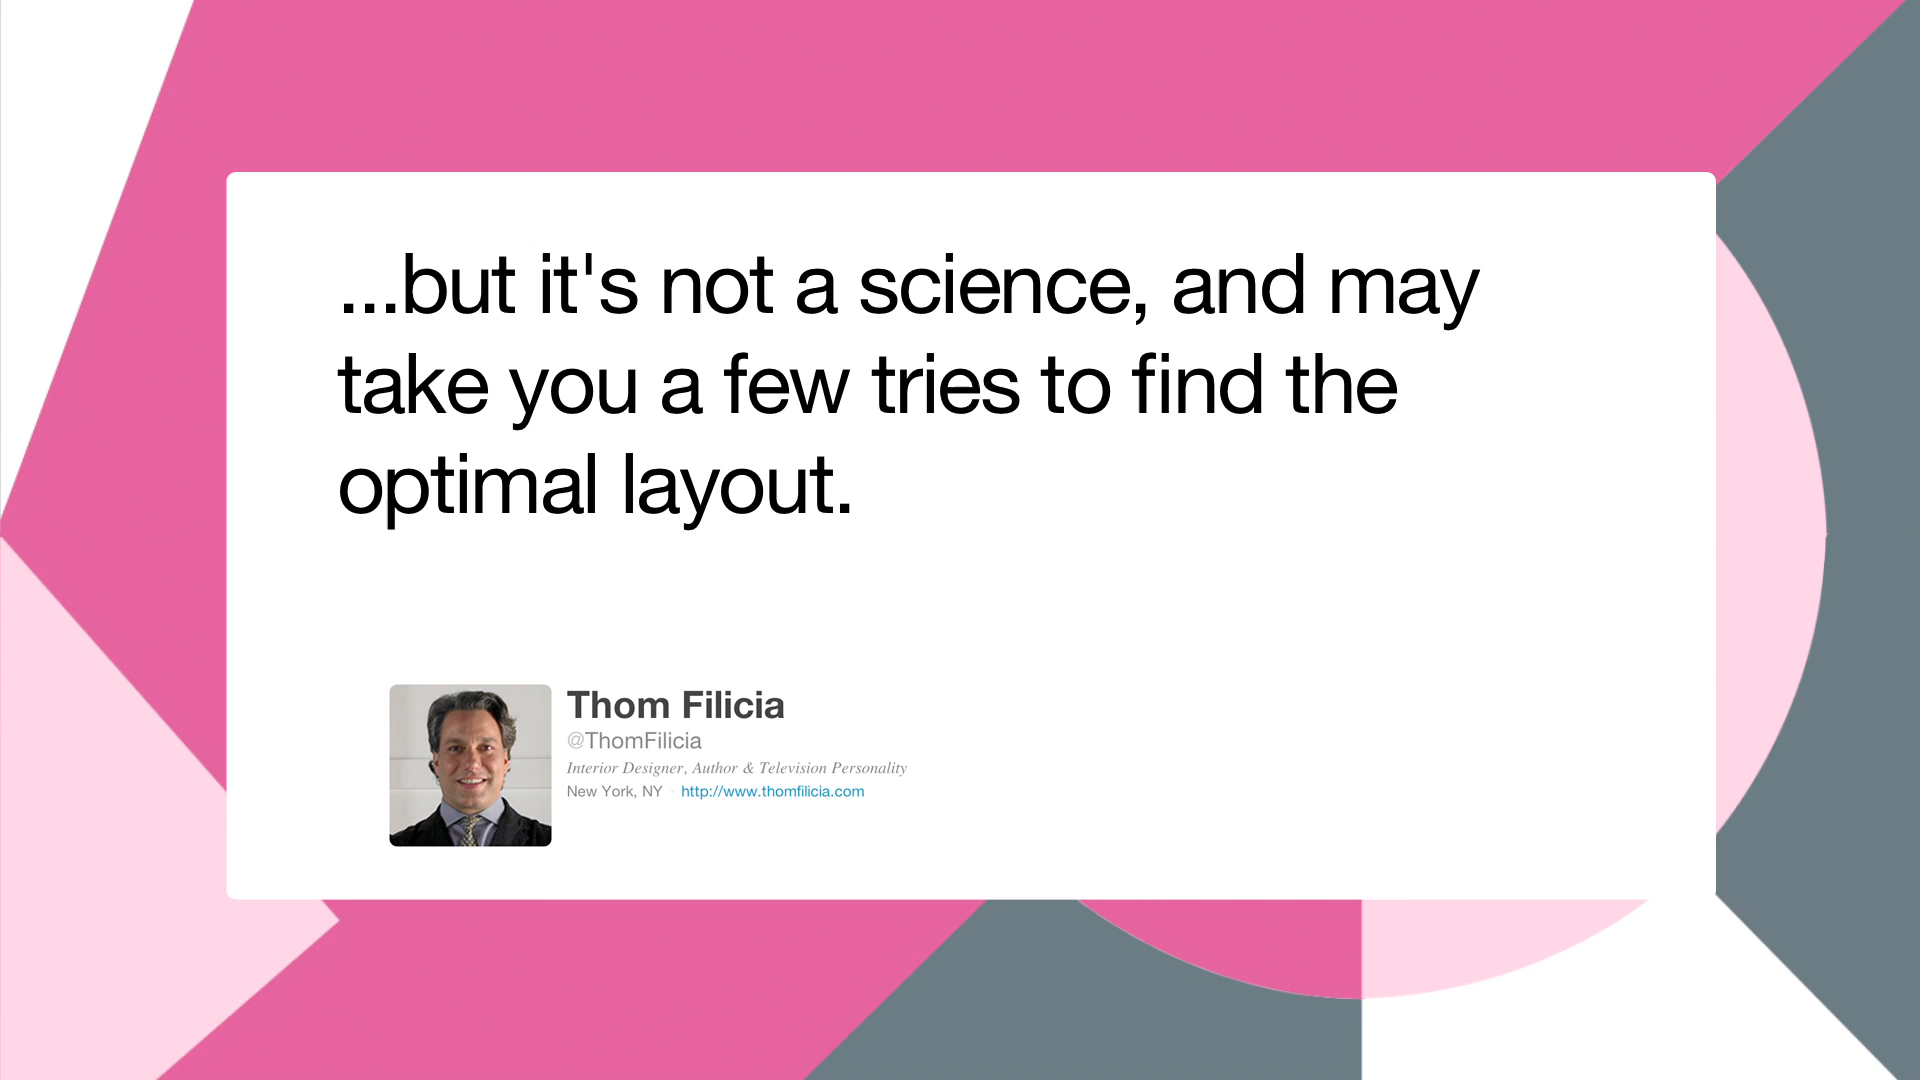 ...but it's not a science, and may
take you a few tries to find the
optimal layout.
Thom Filicia
@ThomFilicia
Interior Designer, Author & Television Personality
New York, NY · http://www.thomfilicia.com